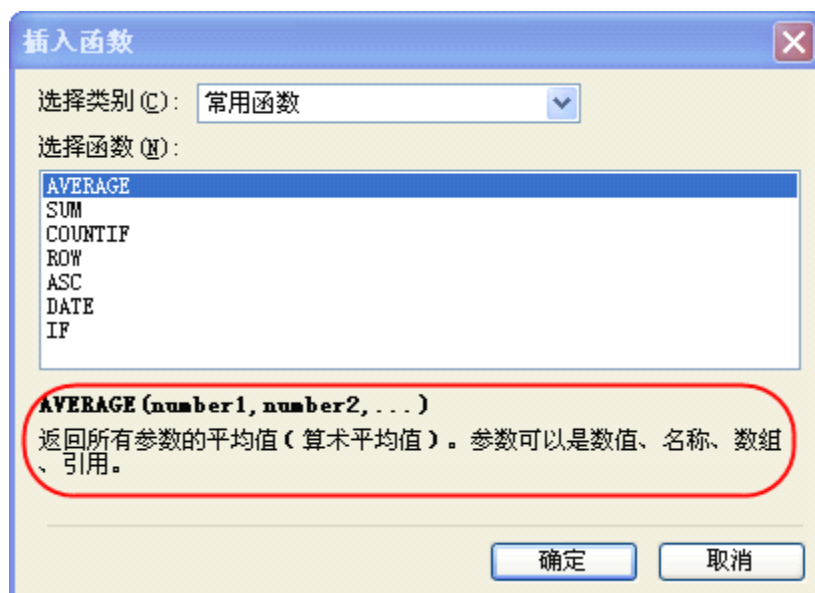 插入函数
选择类别(C): 常用函数
选择函数(N):
AVERAGE
SUM
COUNTIF
ROW
ASC
DATE
IF
AVERAGE(number1,number2,...)
返回所有参数的平均值(算术平均值)。参数可以是数值、名称、数组
、引用。
确定 取消